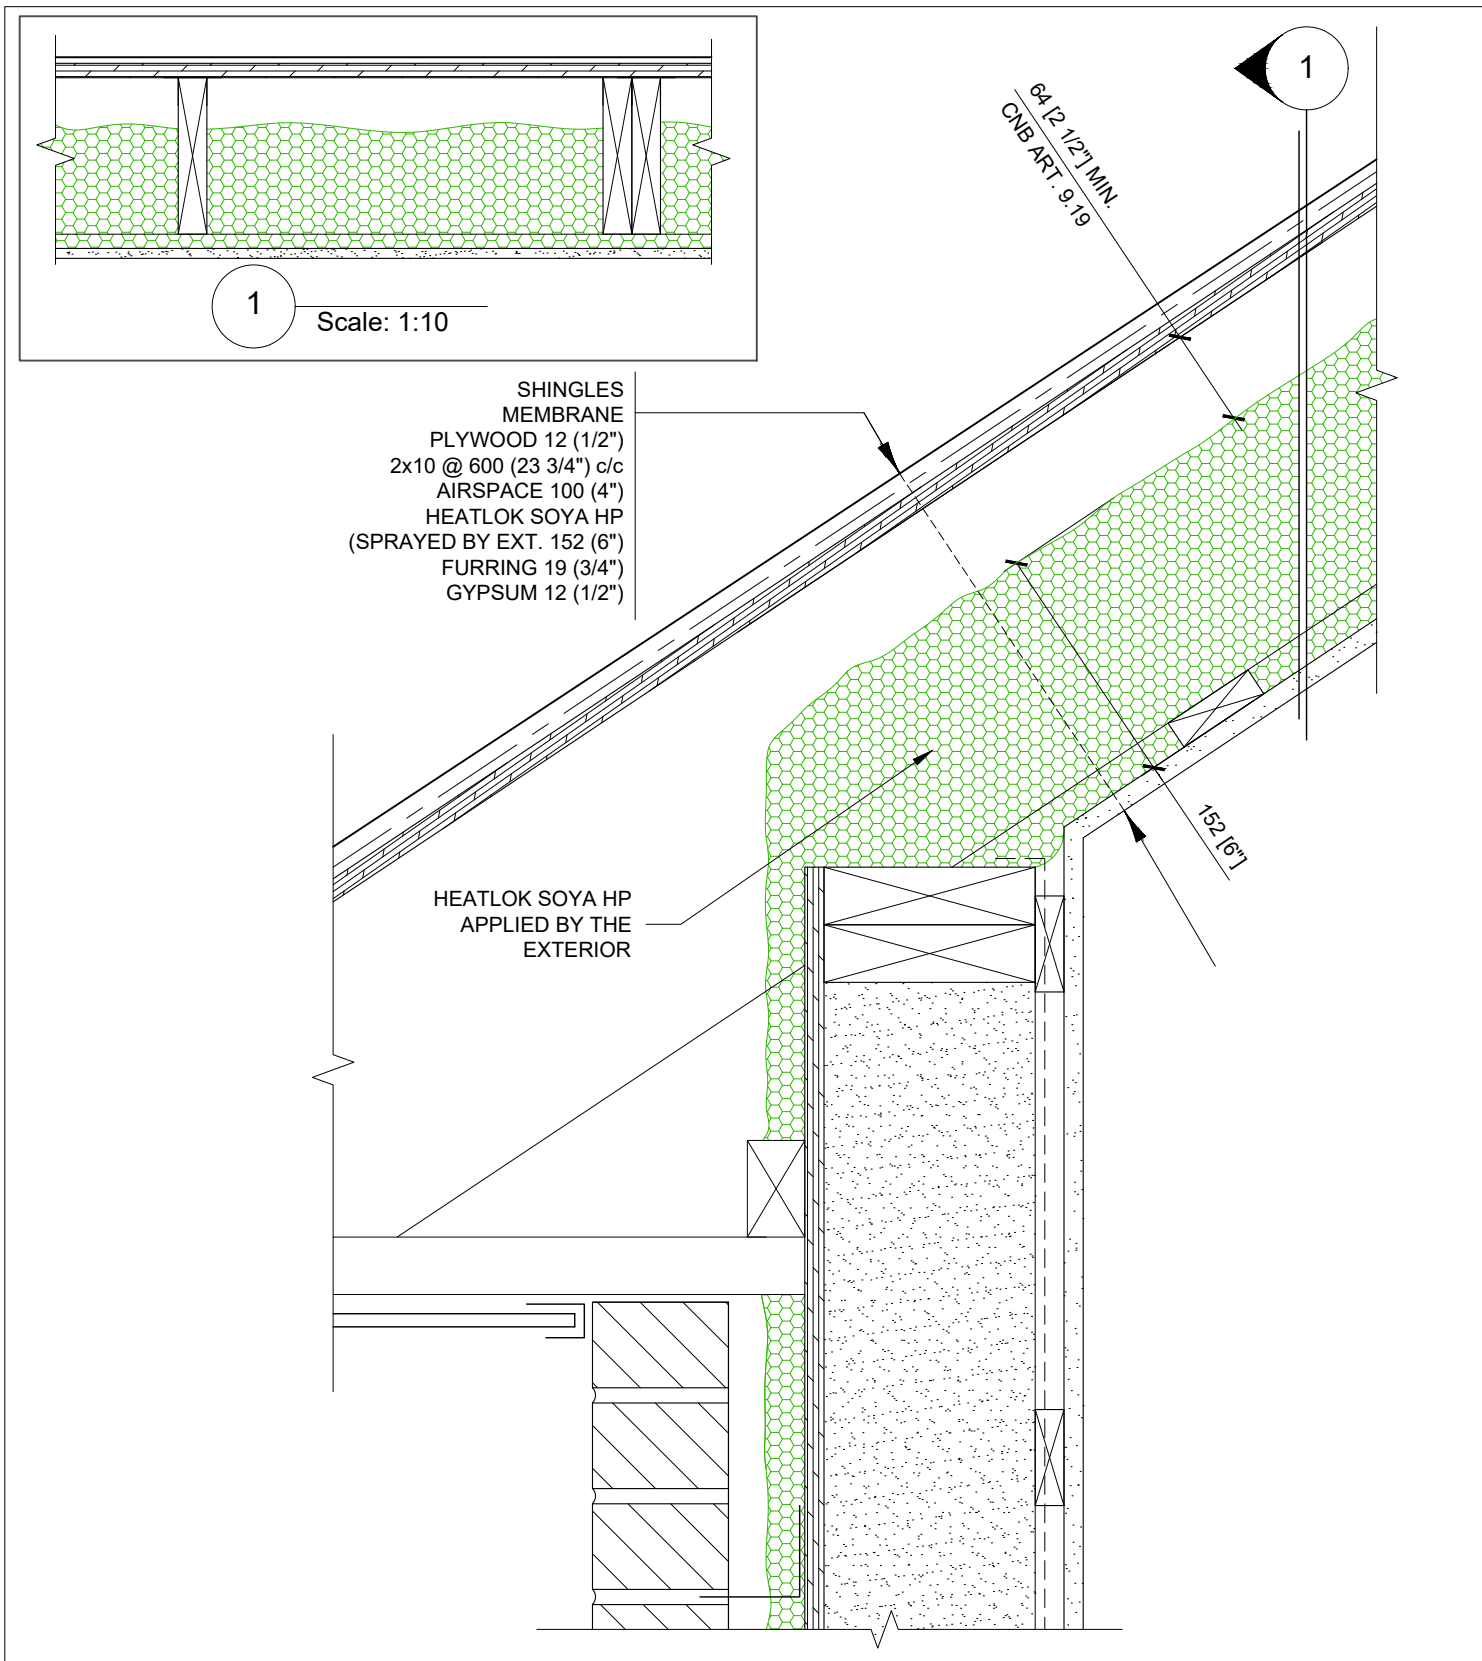 1
Scale: 1:10
1
64 [2 1/2"] MIN.
CNB ART. 9.19
SHINGLES
MEMBRANE
PLYWOOD 12 (1/2")
2x10 @ 600 (23 3/4") c/c
AIRSPACE 100 (4")
HEATLOK SOYA HP
(SPRAYED BY EXT. 152 (6")
FURRING 19 (3/4")
GYPSUM 12 (1/2")
152 [6"]
HEATLOK SOYA HP
APPLIED BY THE
EXTERIOR